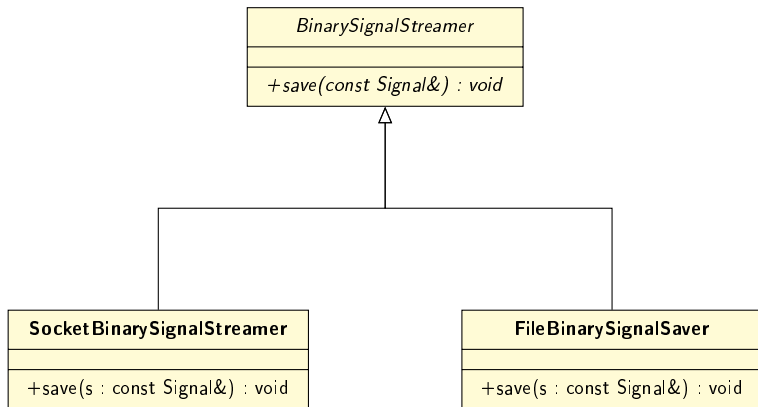 BinarySignalStreamer
+save(const Signal&) : void
SocketBinarySignalStreamer
+save(s : const Signal&) : void
FileBinarySignalSaver
+save(s : const Signal&) : void